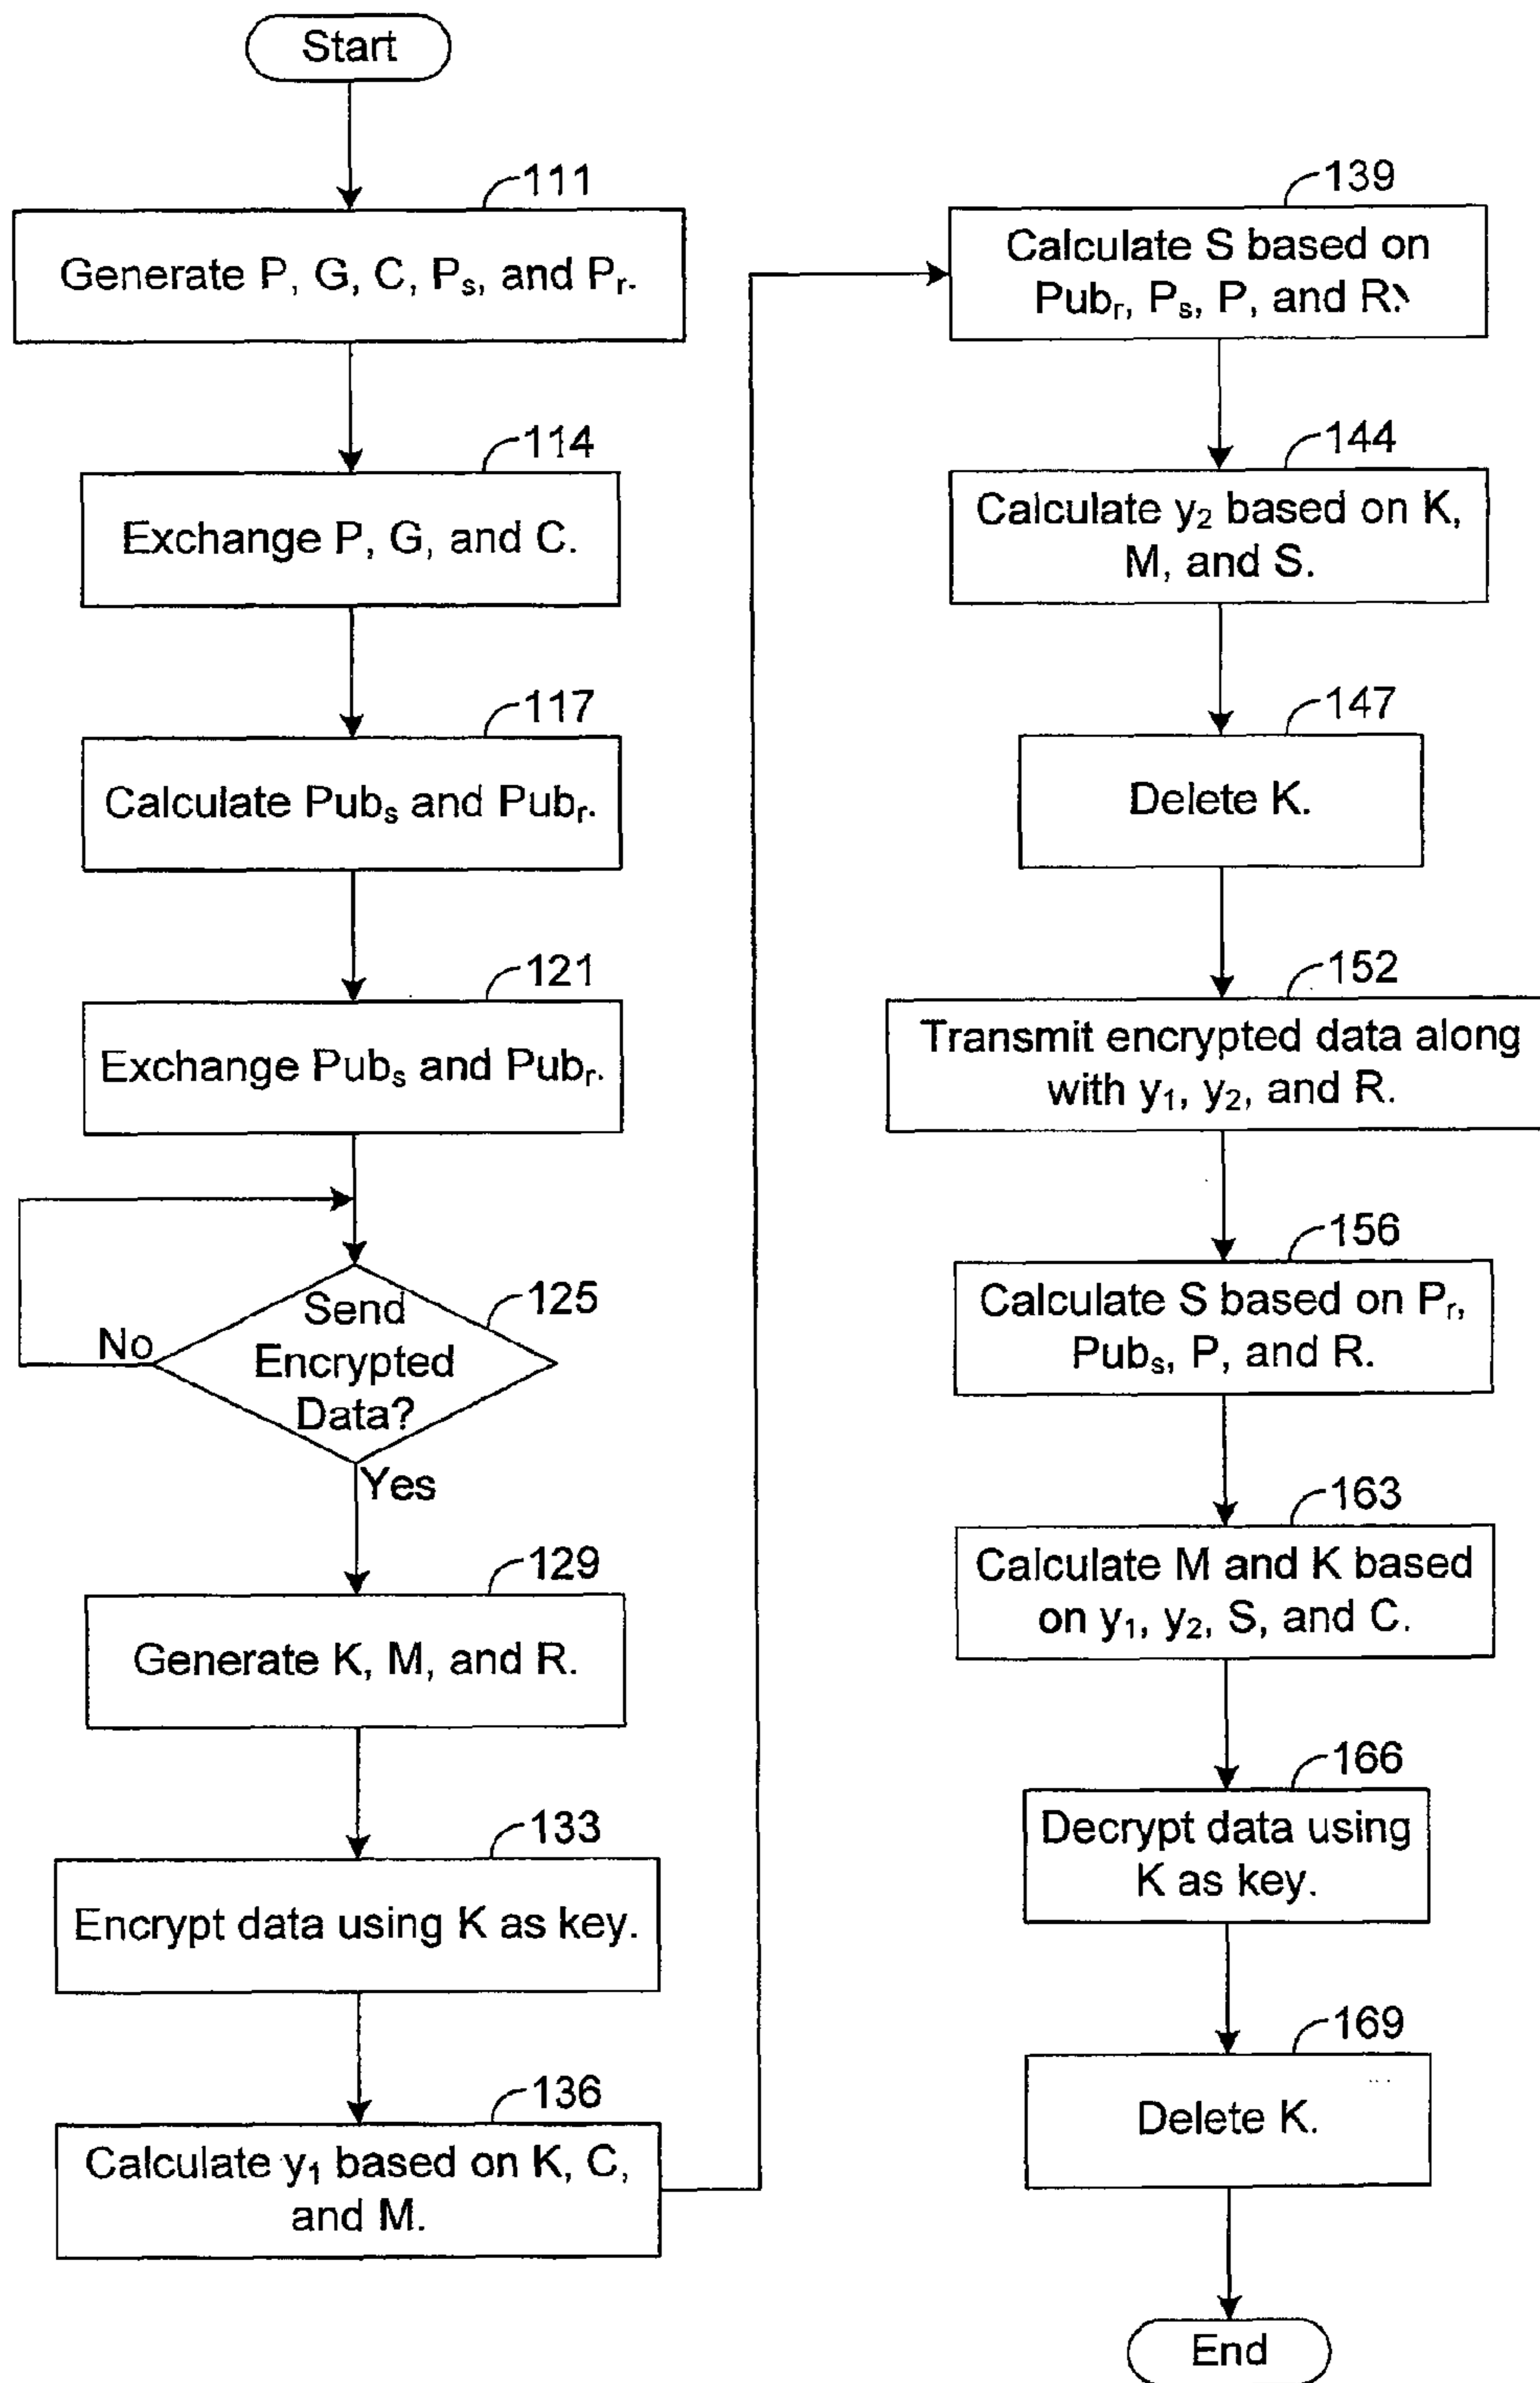 Start
111
Generate P, G, C, Pₛ, and Pᵣ.
114
Exchange P, G, and C.
117
Calculate Pubₛ and Pubᵣ.
121
Exchange Pubₛ and Pubᵣ.
125
Send
Encrypted
Data?
No
Yes
129
Generate K, M, and R.
133
Encrypt data using K as key.
136
Calculate y₁ based on K, C,
and M.
139
Calculate S based on
Pubᵣ, Pₛ, P, and R.
144
Calculate y₂ based on K,
M, and S.
147
Delete K.
152
Transmit encrypted data along
with y₁, y₂, and R.
156
Calculate S based on Pᵣ,
Pubₛ, P, and R.
163
Calculate M and K based
on y₁, y₂, S, and C.
166
Decrypt data using
K as key.
169
Delete K.
End